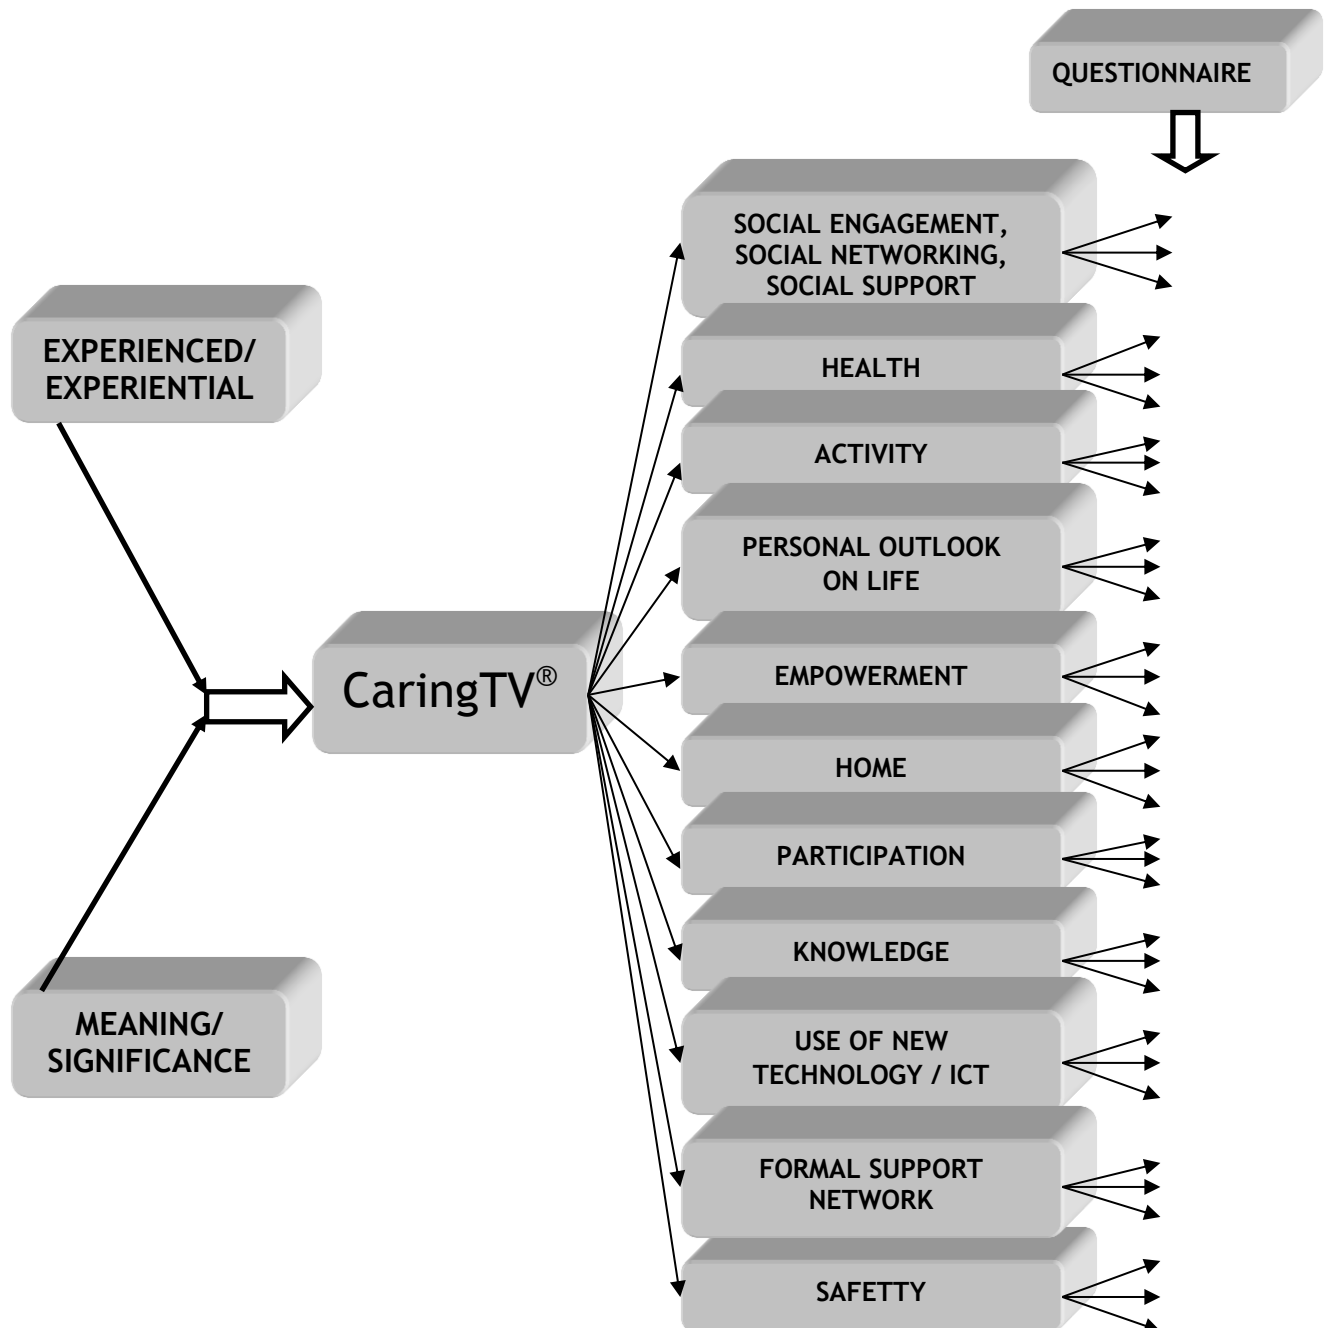 QUESTIONNAIRE
SOCIAL ENGAGEMENT,
SOCIAL NETWORKING,
SOCIAL SUPPORT
EXPERIENCED/
EXPERIENTIAL
HEALTH
ACTIVITY
PERSONAL OUTLOOK
ON LIFE
CaringTV®
EMPOWERMENT
HOME
PARTICIPATION
KNOWLEDGE
MEANING/
SIGNIFICANCE
USE OF NEW
TECHNOLOGY / ICT
FORMAL SUPPORT
NETWORK
SAFETTY